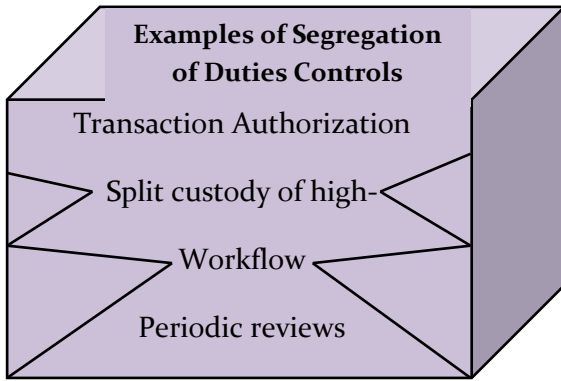 Examples of Segregation
of Duties Controls
Transaction Authorization
Split custody of high-
Workflow
Periodic reviews